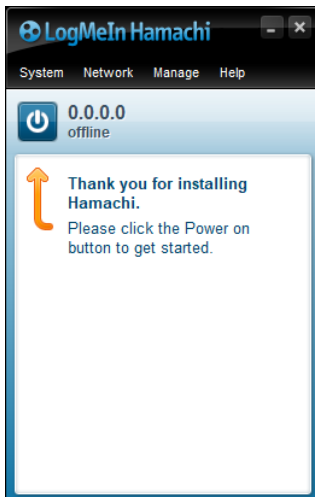 LogMeIn Hamachi
System Network Manage Help
0.0.0.0
offline
Thank you for installing
Hamachi.
Please click the Power on
button to get started.